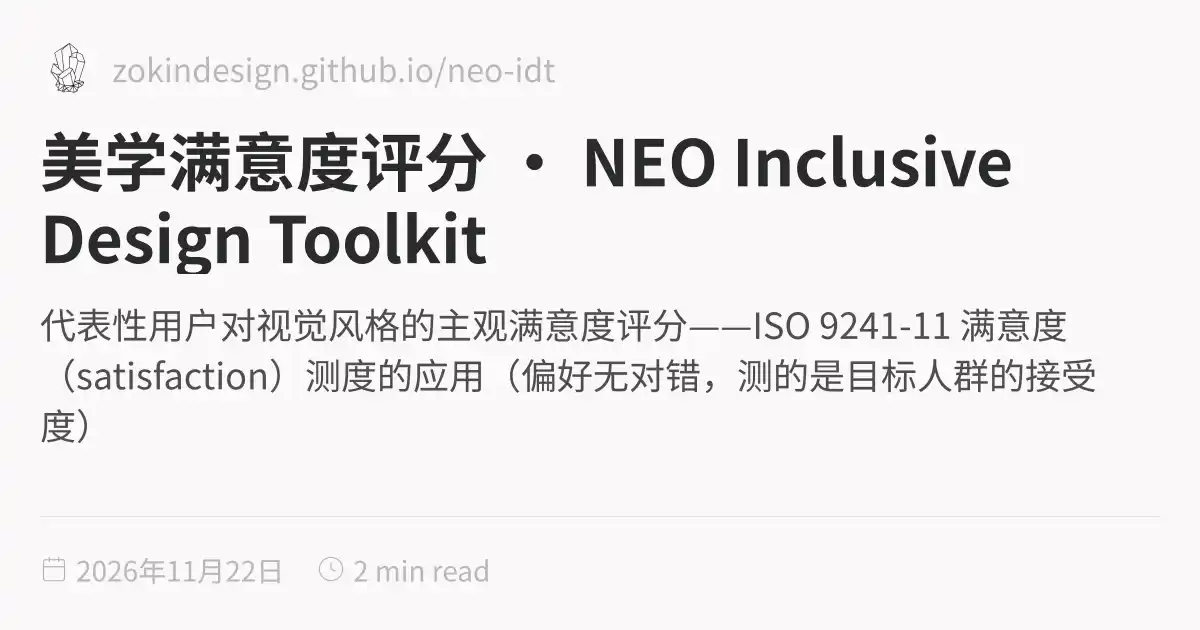 zokindesign.github.io/neo-idt
美学满意度评分 · NEO Inclusive
Design Toolkit
代表性用户对视觉风格的主观满意度评分——ISO 9241-11 满意度
（satisfaction）测度的应用（偏好无对错，测的是目标人群的接受
度）
2026年11月22日 2 min read